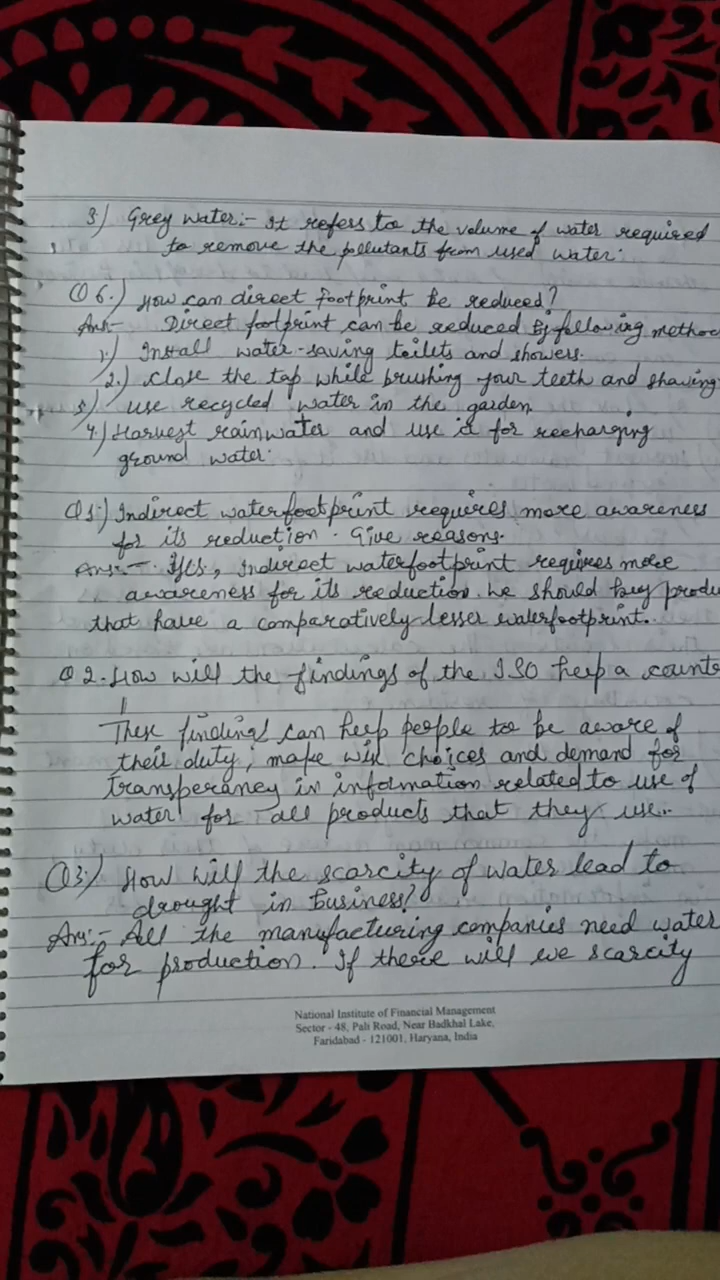 3.) Grey water:- It refers to the volume of water required
to remove the pollutants from used water.
Q 6.) How can direct footprint be reduced?
Ans:- Direct footprint can be reduced by following method
1.) Install water-saving toilets and showers.
2.) Close the tap while brushing your teeth and shaving
3) use recycled water in the garden.
4) Harvest rainwater and use it for recharging
ground water.
Q1:) Indirect waterfootprint requires more awareness
for its reduction. Give reasons.
Ans:- Yes, Indirect waterfootprint requires more
awareness for its reduction. We should buy produ
that have a comparatively lesser waterfootprint.
Q 2. How will the findings of the ISO help a count
These findings can help people to be aware of
their duty, make wise choices and demand for
transperancy in information related to use of
water for all products that they use.
Q3) How will the scarcity of water lead to
drought in business?
Ans:- All the manufacturing companies need water
for production. If there will we scarcity
National Institute of Financial Management
Sector - 48, Pali Road, Near Badkhal Lake,
Faridabad - 121001, Haryana, India